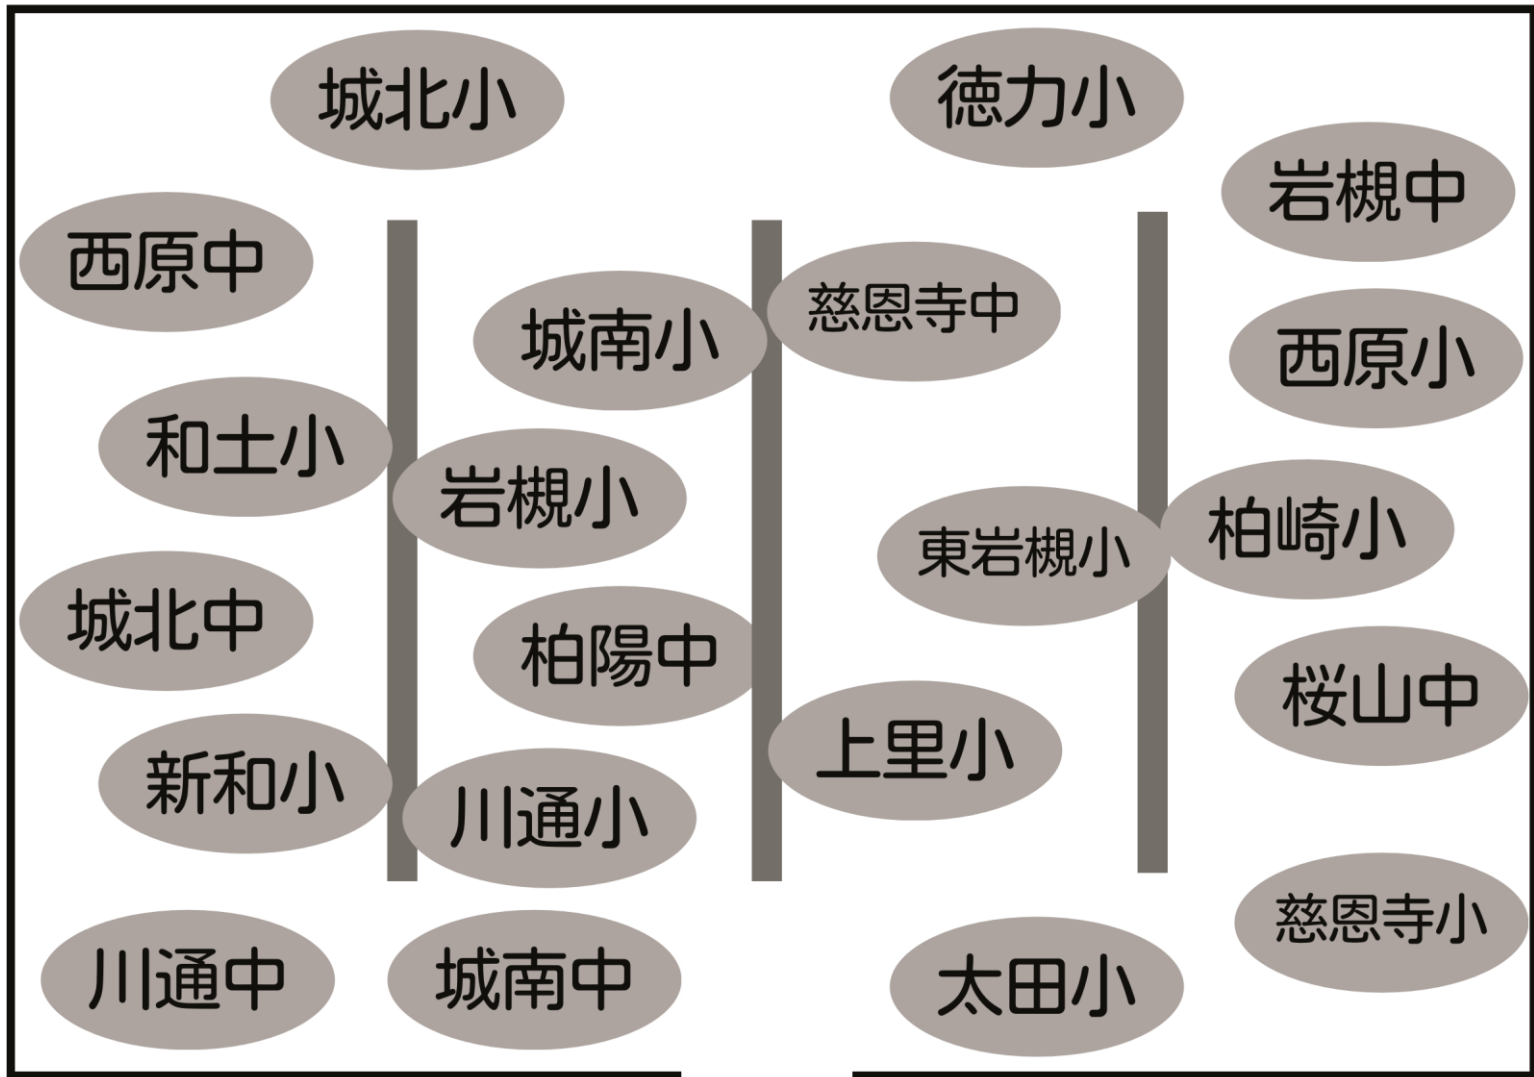 城北小
徳力小
岩槻中
西原中
慈恩寺中
城南小
西原小
和土小
岩槻小
柏崎小
東岩槻小
城北中
柏陽中
桜山中
上里小
新和小
川通小
慈恩寺小
川通中
城南中
太田小